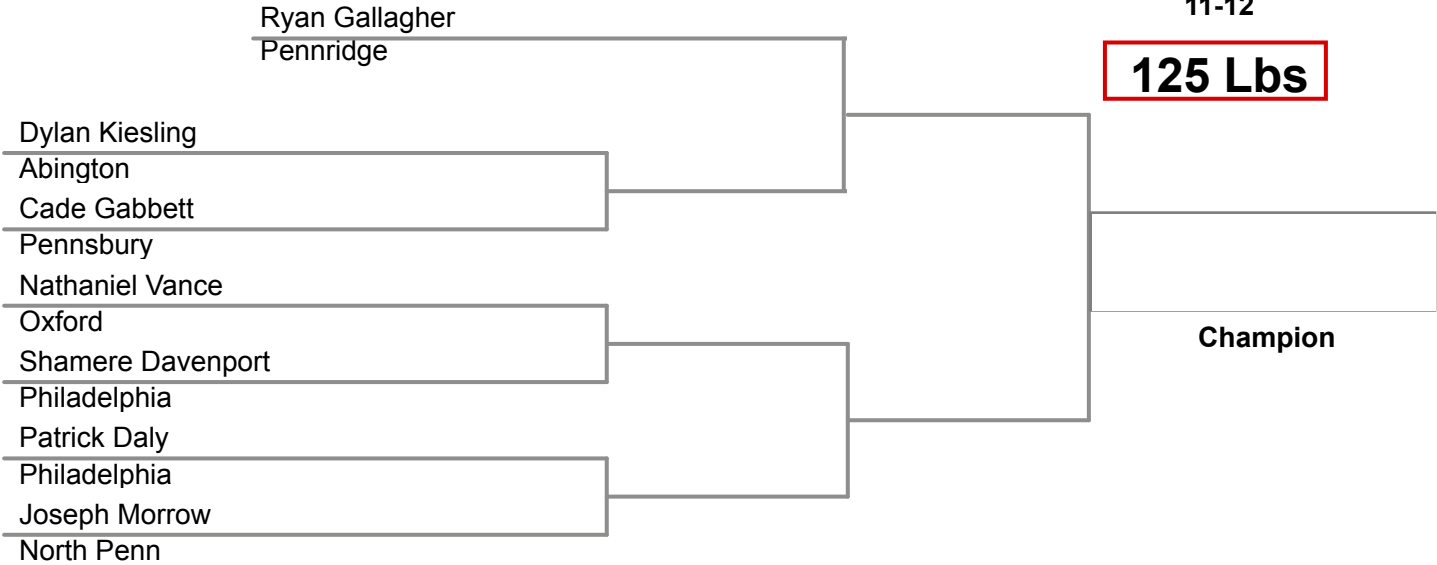 Ryan Gallagher
Pennridge
11-12
125 Lbs
Dylan Kiesling
Abington
Cade Gabbett
Pennsbury
Nathaniel Vance
Oxford
Shamere Davenport
Philadelphia
Patrick Daly
Philadelphia
Joseph Morrow
North Penn
Champion